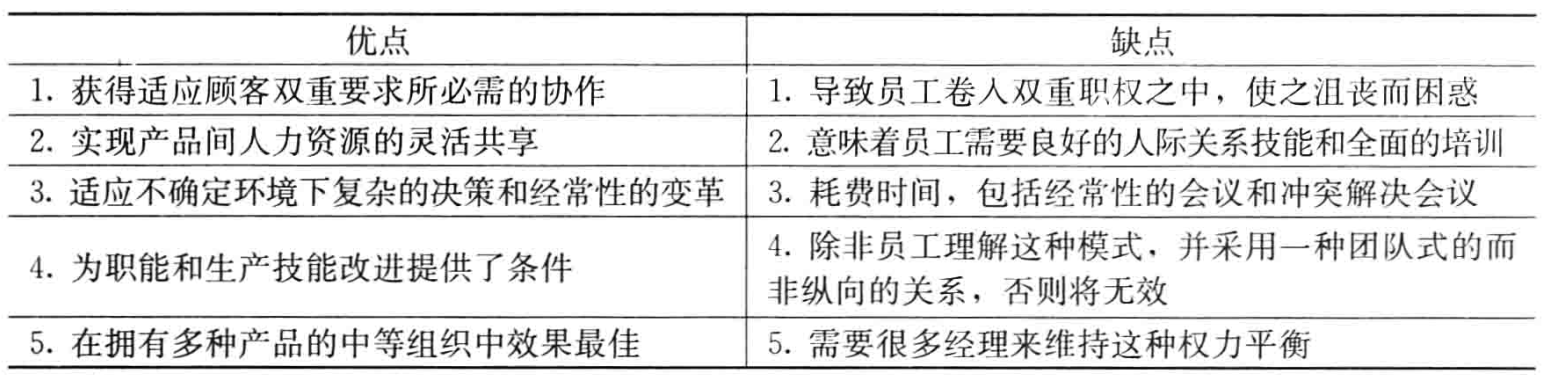 优点 缺点
1. 获得适应顾客双重要求所必需的协作 1. 导致员工卷入双重职权之中，使之沮丧而困惑
2. 实现产品间人力资源的灵活共享 2. 意味着员工需要良好的人际关系技能和全面的培训
3. 适应不确定环境下复杂的决策和经常性的变革 3. 耗费时间，包括经常性的会议和冲突解决会议
4. 为职能和生产技能改进提供了条件 4. 除非员工理解这种模式，并采用一种团队式的而
非纵向的关系，否则将无效
5. 在拥有多种产品的中等组织中效果最佳 5. 需要很多经理来维持这种权力平衡